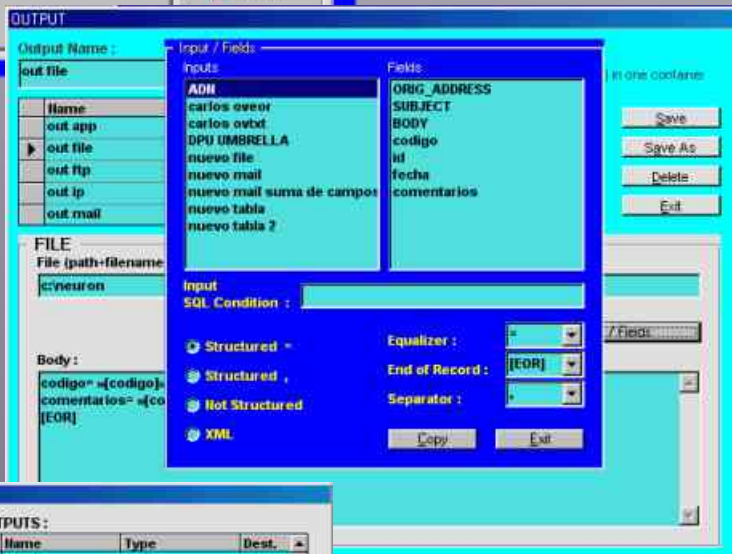 OUTPUT
Output Name :
out file
Name
out app
out file
out ftp
out ip
out mail
Input / Fields
Inputs
ADN
carlos oveor
carlos ovtxt
DPU UMBRELLA
nuevo file
nuevo mail
nuevo mail suma de campos
nuevo tabla
nuevo tabla 2
Fields
ORIG_ADDRESS
SUBJECT
BODY
codigo
id
fecha
comentarios
) in one container
Save
Save As
Delete
Exit
FILE
File (path+filename
c:\neuron
Input
SQL Condition :
/ Fields
Structured =
Structured ,
Not Structured
XML
Equalizer :
=
End of Record :
[EOR]
Separator :
,
Copy
Exit
Body :
codigo= »[codigo]»
comentarios= »[co
[EOR]
TPUTS :
Name
Type
Dest.